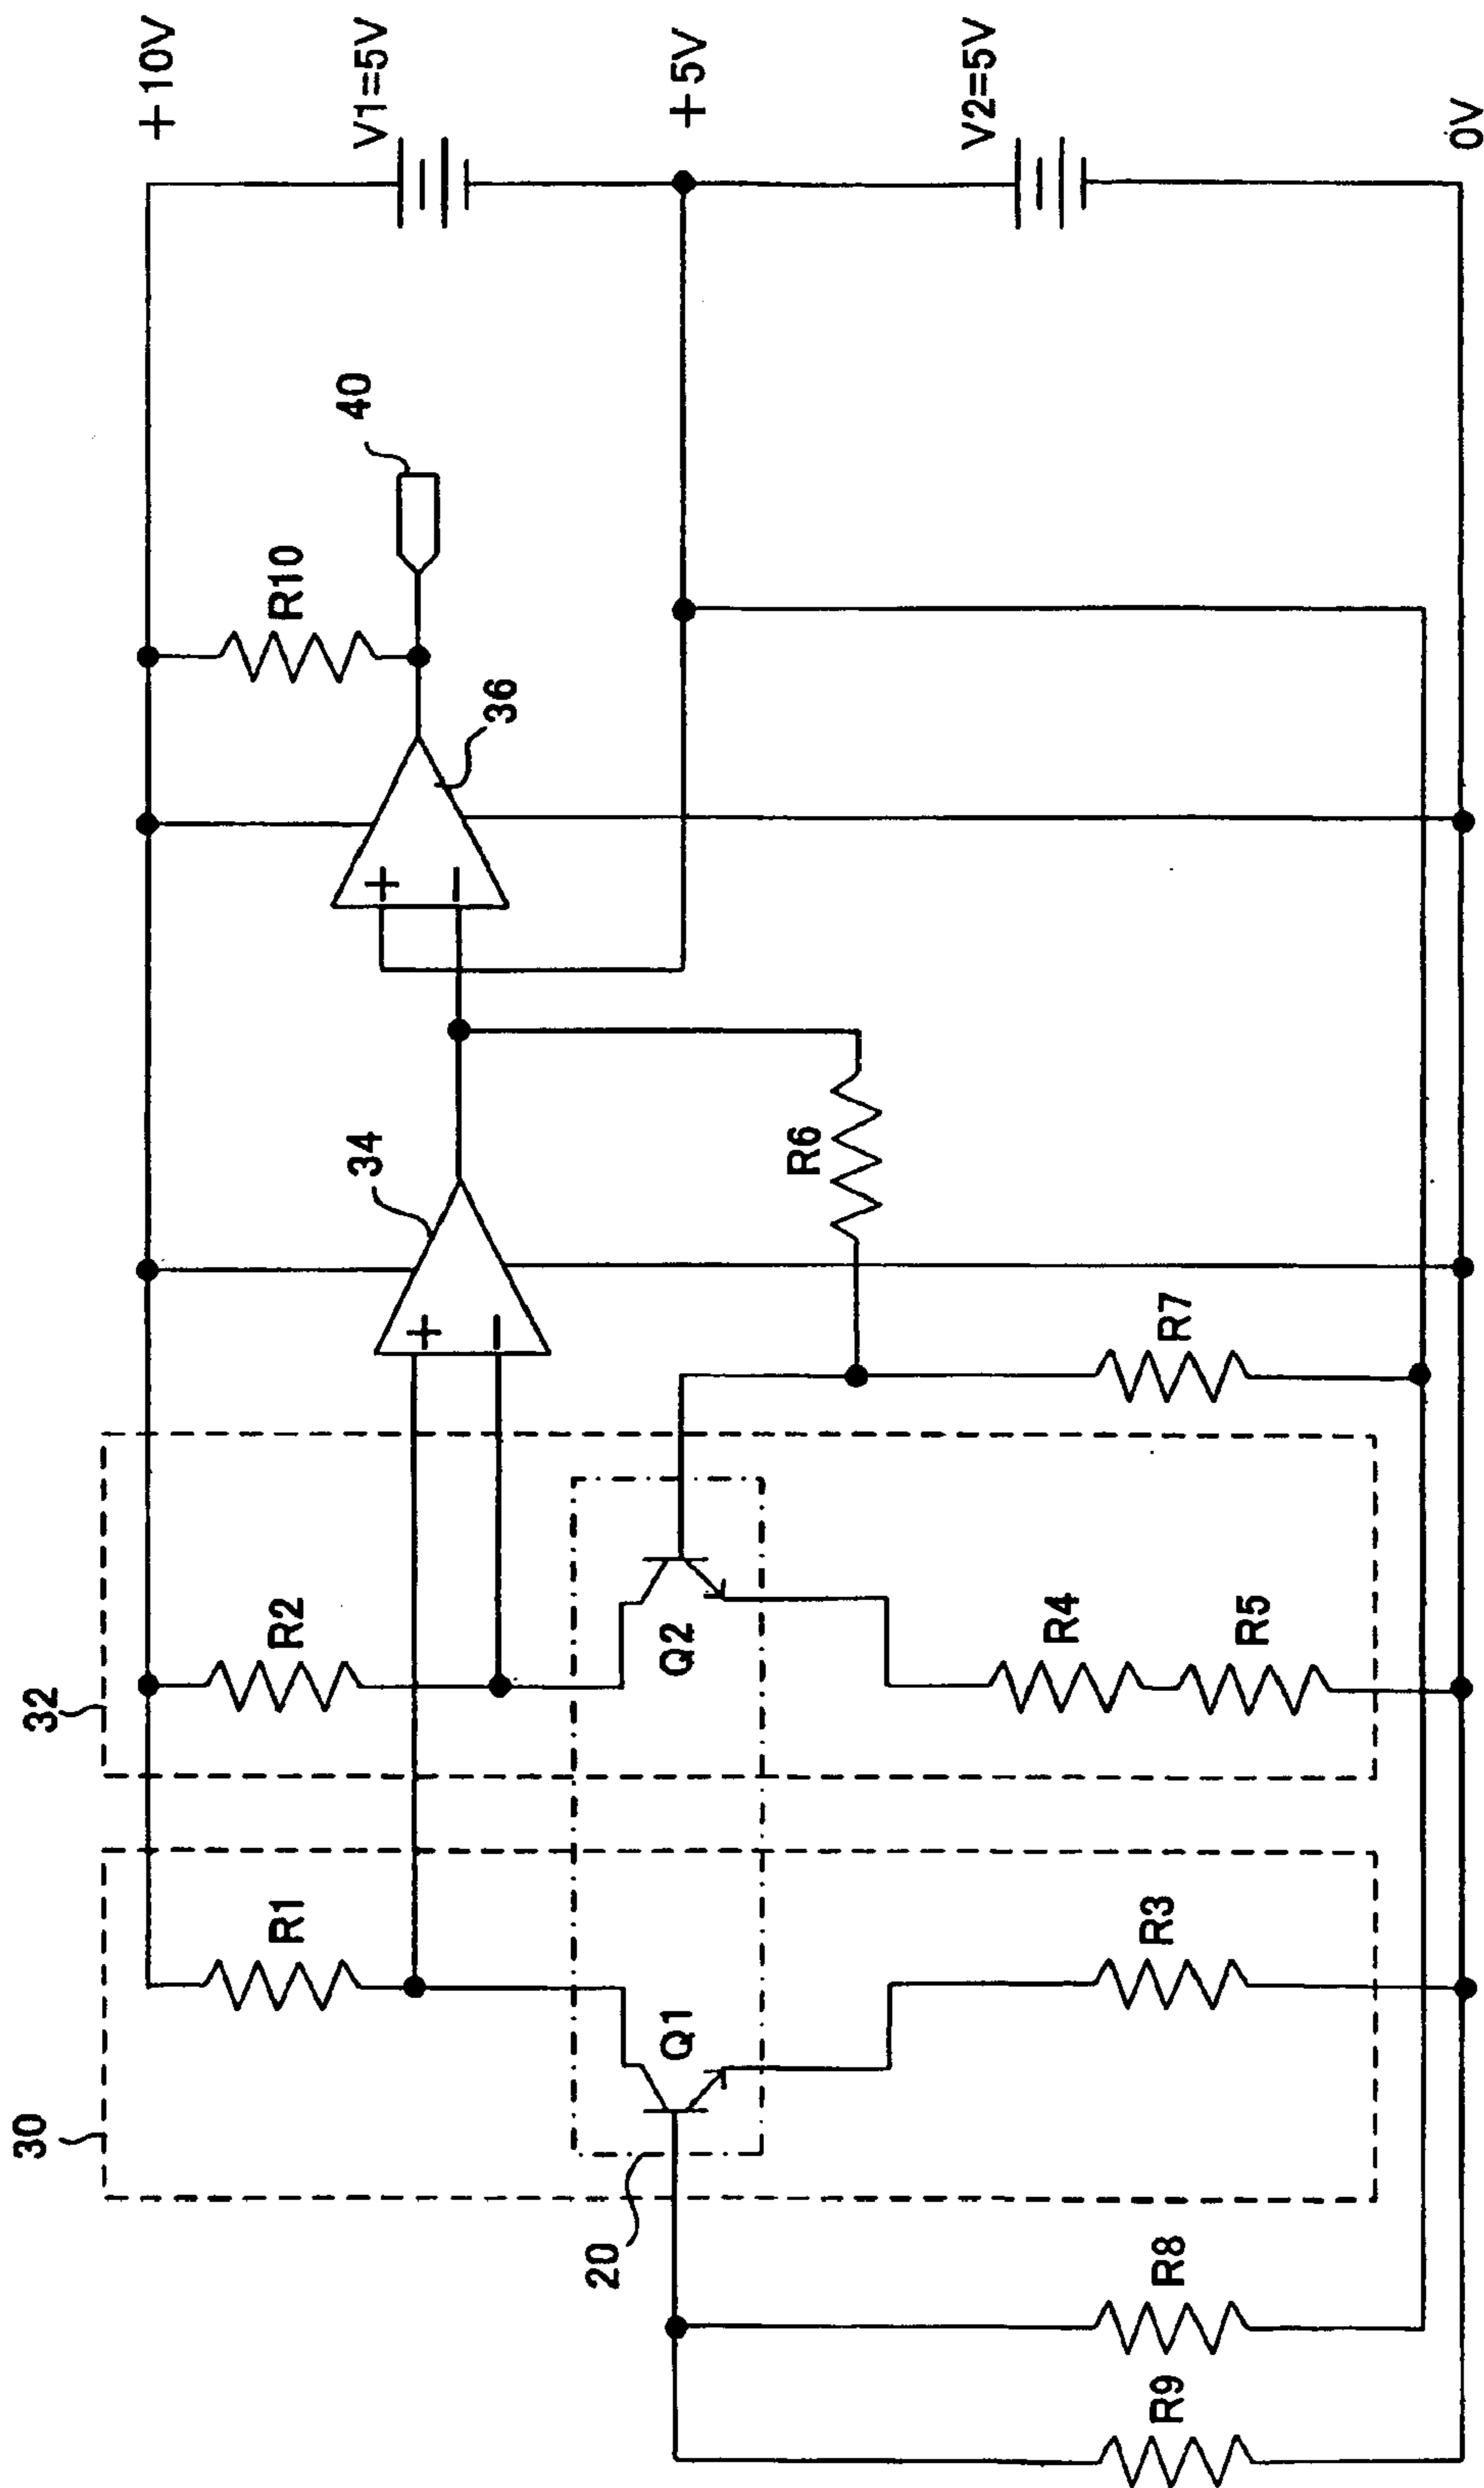 +10V
V1=5V
+5V
V2=5V
0V
40
R10
36
+
−
34
+
−
R6
R7
32
R2
Q2
R4
R5
30
R1
Q1
R3
20
R8
R9